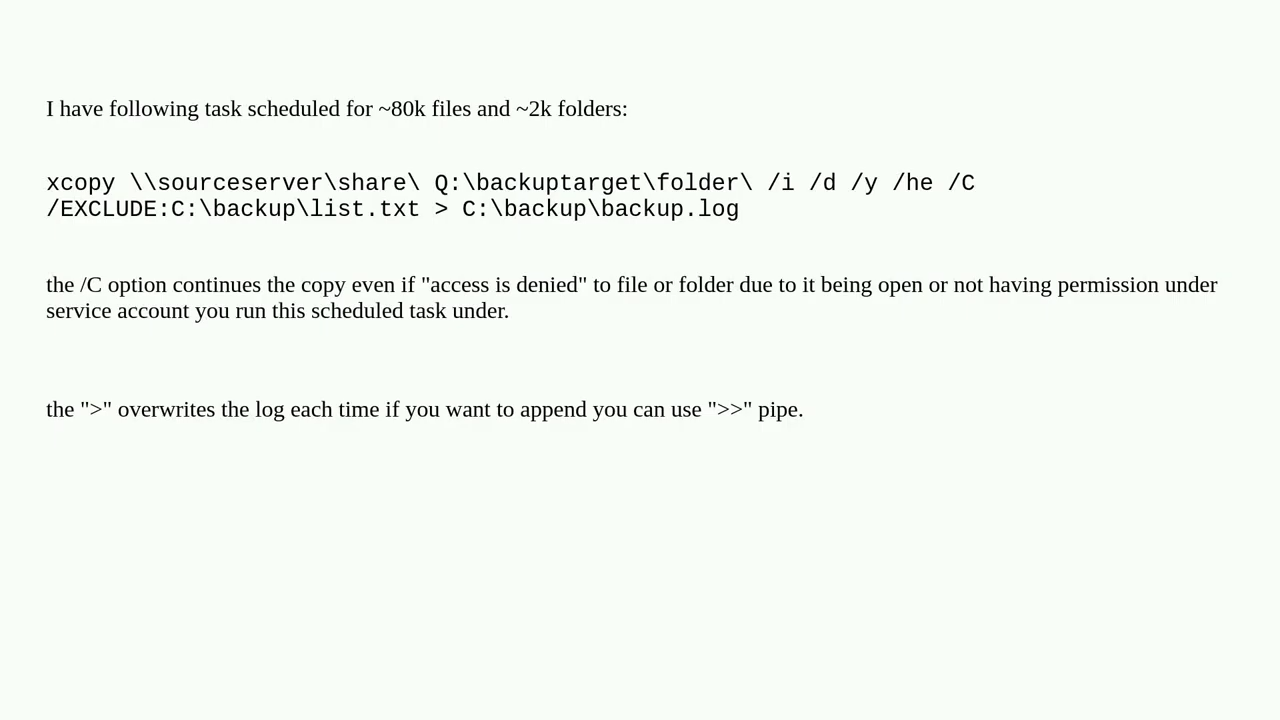 I have following task scheduled for ~80k files and ~2k folders:
xcopy \\sourceserver\share\ Q:\backuptarget\folder\ /i /d /y /he /C
/EXCLUDE:C:\backup\list.txt > C:\backup\backup.log
the /C option continues the copy even if "access is denied" to file or folder due to it being open or not having permission under
service account you run this scheduled task under.
the ">" overwrites the log each time if you want to append you can use ">>" pipe.